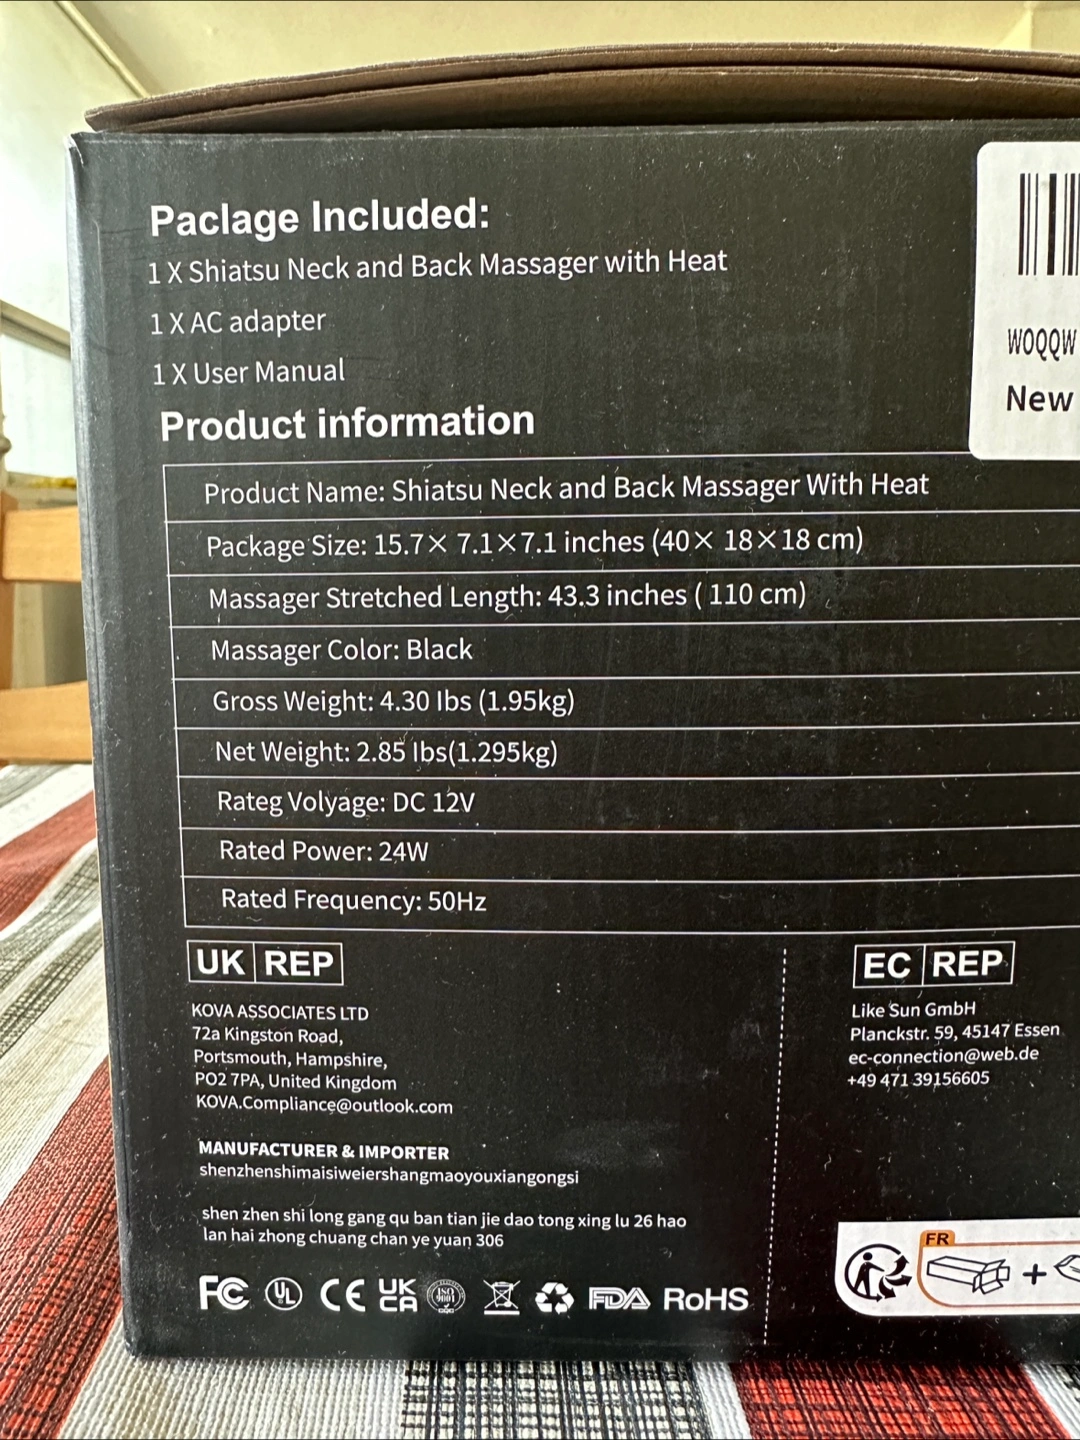 Paclage Included:
1 X Shiatsu Neck and Back Massager with Heat
1 X AC adapter
1 X User Manual
Product information
Product Name: Shiatsu Neck and Back Massager With Heat
Package Size: 15.7× 7.1×7.1 inches (40× 18×18 cm)
Massager Stretched Length: 43.3 inches ( 110 cm)
Massager Color: Black
Gross Weight: 4.30 lbs (1.95kg)
Net Weight: 2.85 lbs(1.295kg)
Rateg Volyage: DC 12V
Rated Power: 24W
Rated Frequency: 50Hz
UK REP
KOVA ASSOCIATES LTD
72a Kingston Road,
Portsmouth, Hampshire,
PO2 7PA, United Kingdom
KOVA.Compliance@outlook.com
MANUFACTURER & IMPORTER
shenzhenshimaisiweiershangmaoyouxiangongsi
shen zhen shi long gang qu ban tian jie dao tong xing lu 26 hao
lan hai zhong chuang chan ye yuan 306
FC UL CE UK CA ISO 9001 FDA RoHS
EC REP
Like Sun GmbH
Planckstr. 59, 45147 Essen
ec-connection@web.de
+49 471 39156605
FR
+
WOQQW
New